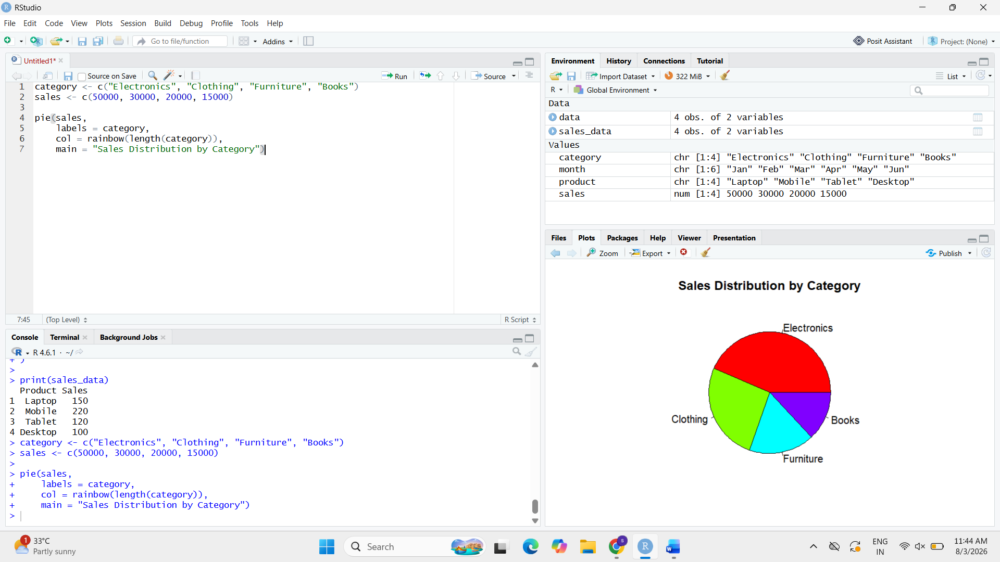 RStudio
File Edit Code View Plots Session Build Debug Profile Tools Help
Go to file/function Addins Posit Assistant Project: (None)
Untitled1*
Source on Save Run Source
1 category <- c("Electronics", "Clothing", "Furniture", "Books")
2 sales <- c(50000, 30000, 20000, 15000)
3
4 pie(sales,
5 labels = category,
6 col = rainbow(length(category)),
7 main = "Sales Distribution by Category")
7:45 (Top Level) R Script
Console Terminal Background Jobs
R 4.6.1 · ~/
+ )
>
> print(sales_data)
Product Sales
1 Laptop 150
2 Mobile 220
3 Tablet 120
4 Desktop 100
> category <- c("Electronics", "Clothing", "Furniture", "Books")
> sales <- c(50000, 30000, 20000, 15000)
>
> pie(sales,
+ labels = category,
+ col = rainbow(length(category)),
+ main = "Sales Distribution by Category")
>
Environment History Connections Tutorial
Import Dataset 322 MiB List
R Global Environment
Data
data 4 obs. of 2 variables
sales_data 4 obs. of 2 variables
Values
category chr [1:4] "Electronics" "Clothing" "Furniture" "Books"
month chr [1:6] "Jan" "Feb" "Mar" "Apr" "May" "Jun"
product chr [1:4] "Laptop" "Mobile" "Tablet" "Desktop"
sales num [1:4] 50000 30000 20000 15000
Files Plots Packages Help Viewer Presentation
Zoom Export Publish
Sales Distribution by Category
Electronics
Clothing
Books
Furniture
1 33°C
Partly sunny
Search
ENG
IN
11:44 AM
8/3/2026